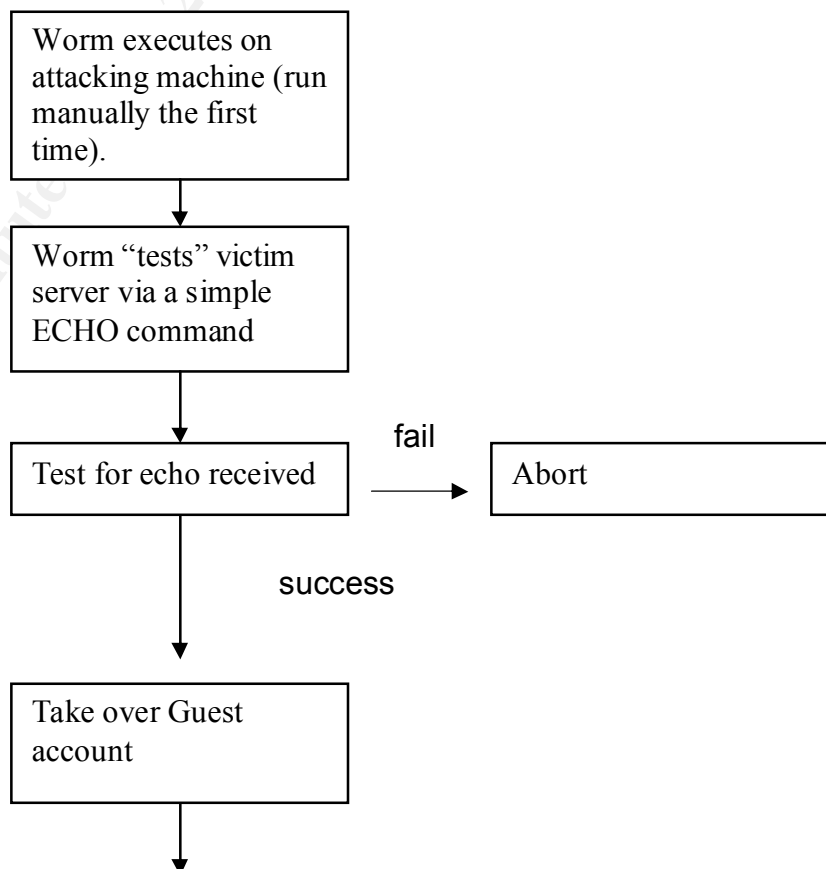 Worm executes on
attacking machine (run
manually the first
time).
Worm “tests” victim
server via a simple
ECHO command
Test for echo received
fail
Abort
success
Take over Guest
account